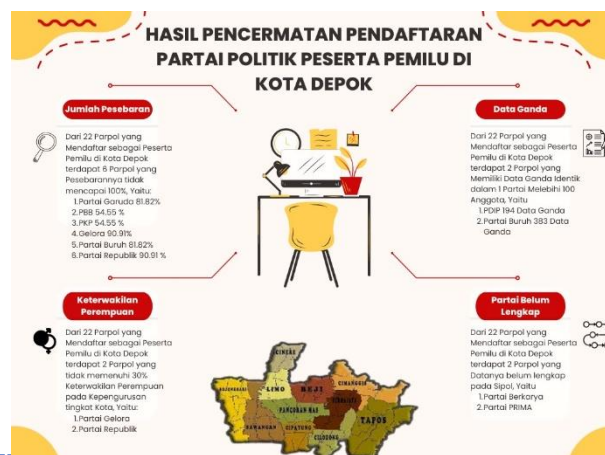 HASIL PENCERMATAN PENDAFTARAN
PARTAI POLITIK PESERTA PEMILU DI
KOTA DEPOK
Jumlah Pesebaran
Dari 22 Parpol yang
Mendaftar sebagai Peserta
Pemilu di Kota Depok
terdapat 6 Parpol yang
Pesebarannya tidak
mencapai 100%, Yaitu:
1.Partai Garuda 81.82%
2.PBB 54.55 %
3.PKP 54.55 %
4.Gelora 90.91%
5.Partai Buruh 81.82%
6.Partai Republik 90.91 %
Data Ganda
Dari 22 Parpol yang
Mendaftar sebagai Peserta
Pemilu di Kota Depok
terdapat 2 Parpol yang
Memiliki Data Ganda Identik
dalam 1 Partai Melebihi 100
Anggota, Yaitu
1.PDIP 194 Data Ganda
2.Partai Buruh 383 Data
Ganda
Keterwakilan
Perempuan
Dari 22 Parpol yang
Mendaftar sebagai Peserta
Pemilu di Kota Depok
terdapat 2 Parpol yang
tidak memenuhi 30%
Keterwakilan Perempuan
pada Kepengurusan
tingkat Kota, Yaitu:
1.Partai Gelora
2.Partai Republik
Partai Belum
Lengkap
Dari 22 Parpol yang
Mendaftar sebagai Peserta
Pemilu di Kota Depok
terdapat 2 Parpol yang
Datanya belum lengkap
pada Sipol, Yaitu
1.Partai Berkarya
2.Partai PRIMA
CINERE
LIMO
BEJI
CIMANGGIS
PANCORAN MAS
TAPOS
SAWANGAN
CIPAYUNG
CILODONG